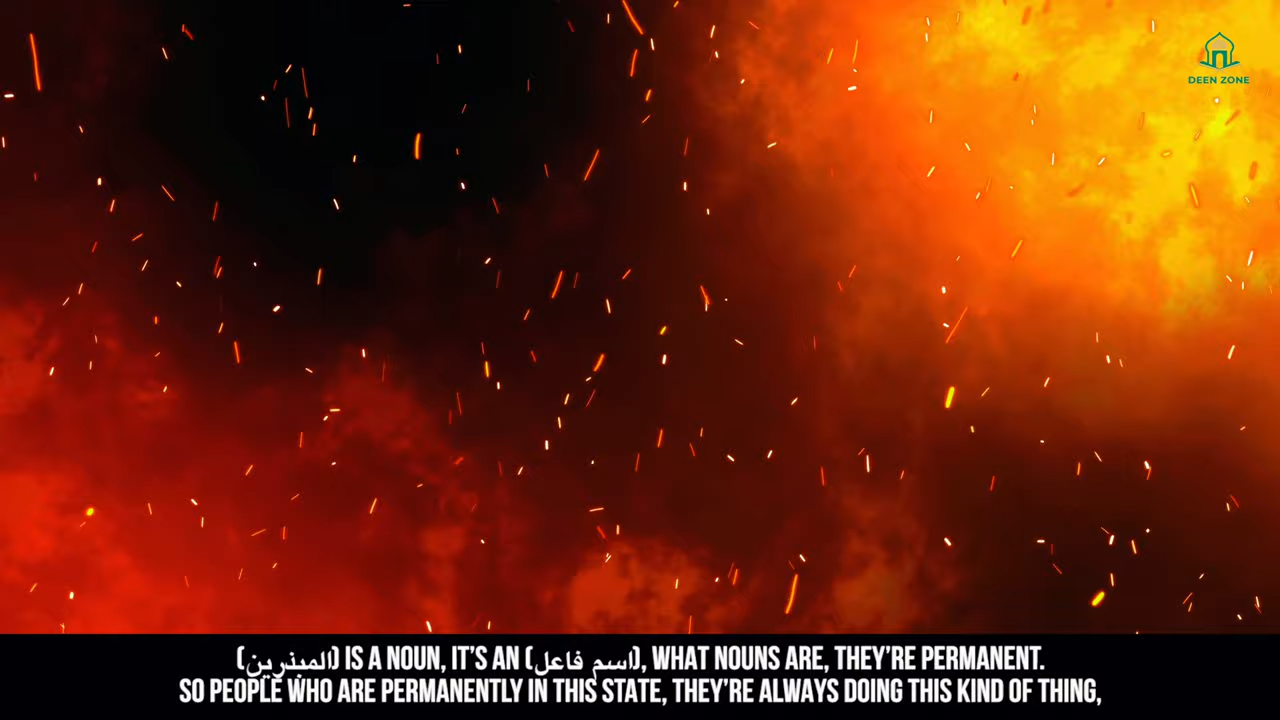 DEEN ZONE
(المبذرين) IS A NOUN, IT'S AN (اسم فاعل), WHAT NOUNS ARE, THEY'RE PERMANENT.
SO PEOPLE WHO ARE PERMANENTLY IN THIS STATE, THEY'RE ALWAYS DOING THIS KIND OF THING,